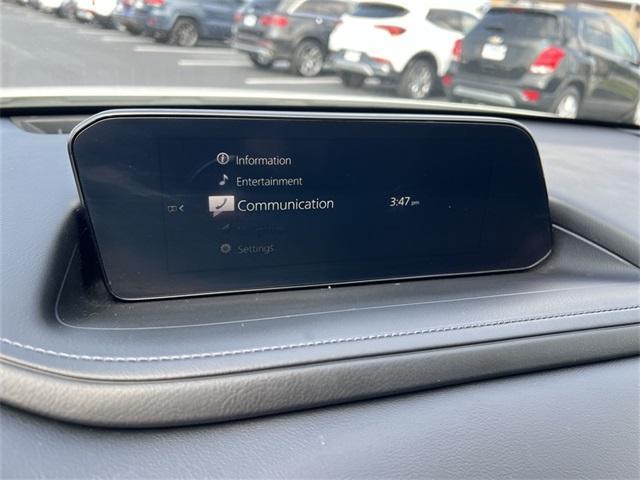 Information
Entertainment
Communication
3:47 pm
Settings